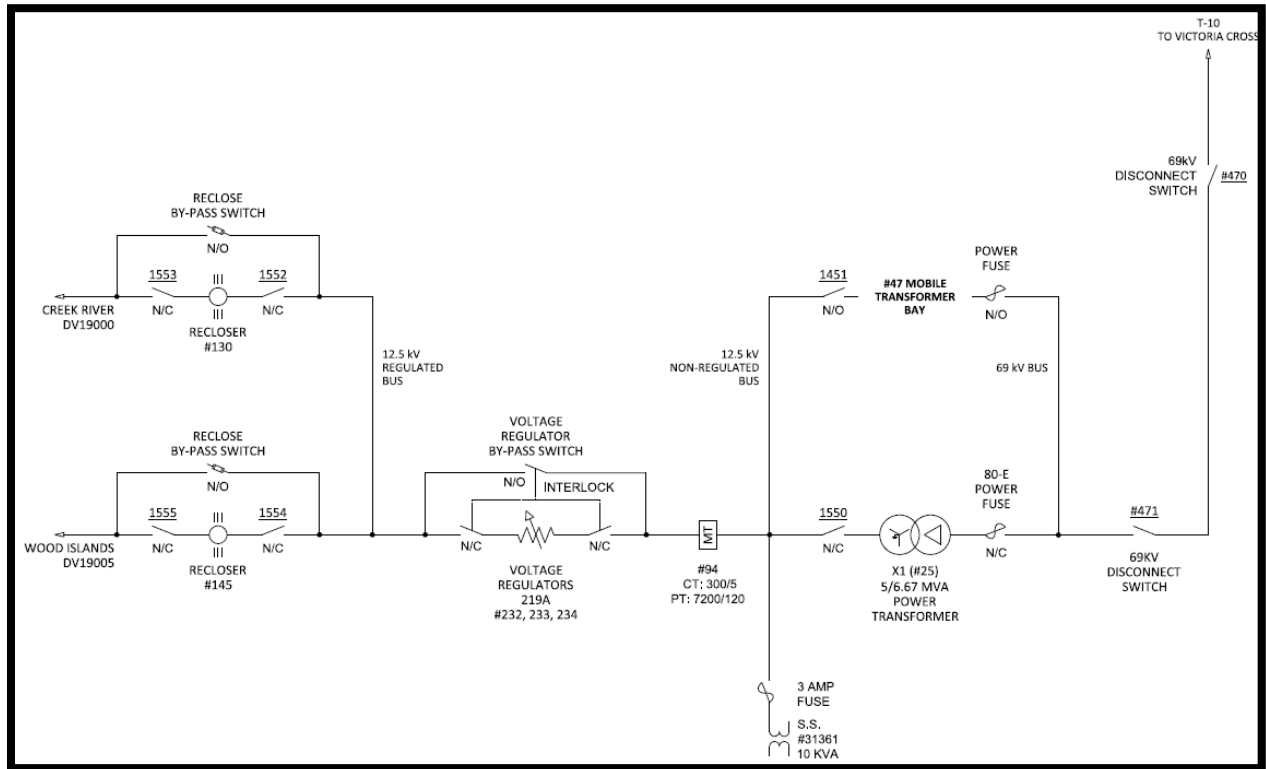 T-10
TO VICTORIA CROSS
69kV
DISCONNECT
SWITCH
#470
RECLOSE
BY-PASS SWITCH
N/O
1553
1552
N/C
N/C
CREEK RIVER
DV19000
RECLOSER
#130
12.5 kV
REGULATED
BUS
12.5 kV
NON-REGULATED
BUS
1451
N/O
#47 MOBILE
TRANSFORMER
BAY
POWER
FUSE
N/O
69 kV BUS
RECLOSE
BY-PASS SWITCH
N/O
1555
1554
N/C
N/C
WOOD ISLANDS
DV19005
RECLOSER
#145
VOLTAGE
REGULATOR
BY-PASS SWITCH
N/O
INTERLOCK
N/C
N/C
VOLTAGE
REGULATORS
219A
#232, 233, 234
MT
#94
CT: 300/5
PT: 7200/120
1550
N/C
X1 (#25)
5/6.67 MVA
POWER
TRANSFORMER
80-E
POWER
FUSE
N/C
#471
69KV
DISCONNECT
SWITCH
3 AMP
FUSE
S.S.
#31361
10 KVA